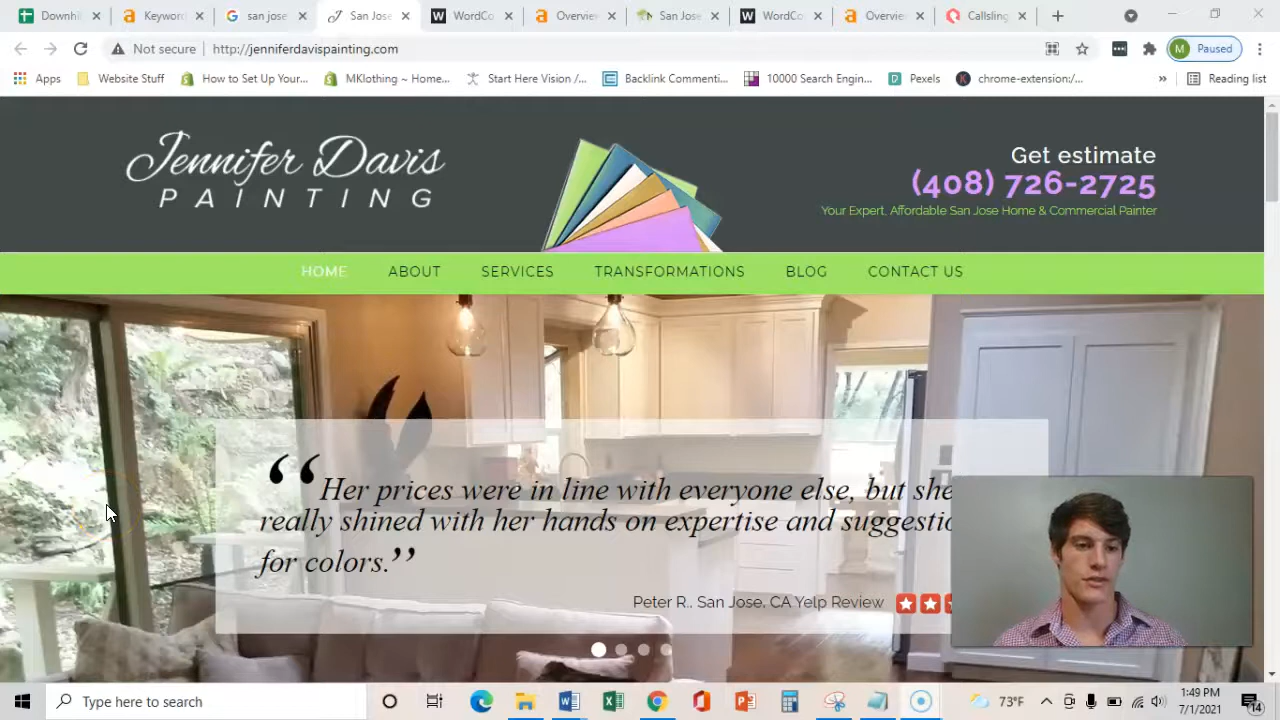 Downhil
Keyword
san jose
San Jose
WordCo
Overvie
San Jose
WordCo
Overvie
Callsling
Not secure
http://jenniferdavispainting.com
M Paused
Apps
Website Stuff
How to Set Up Your...
MKlothing ~ Home...
Start Here Vision /...
Backlink Commenti...
10000 Search Engin...
Pexels
chrome-extension:/...
»
Reading list
Jennifer Davis
PAINTING
Get estimate
(408) 726-2725
Your Expert, Affordable San Jose Home & Commercial Painter
HOME
ABOUT
SERVICES
TRANSFORMATIONS
BLOG
CONTACT US
“Her prices were in line with everyone else, but she
really shined with her hands on expertise and suggestio
for colors.”
Peter R., San Jose, CA Yelp Review
Type here to search
73°F
1:49 PM
7/1/2021
14